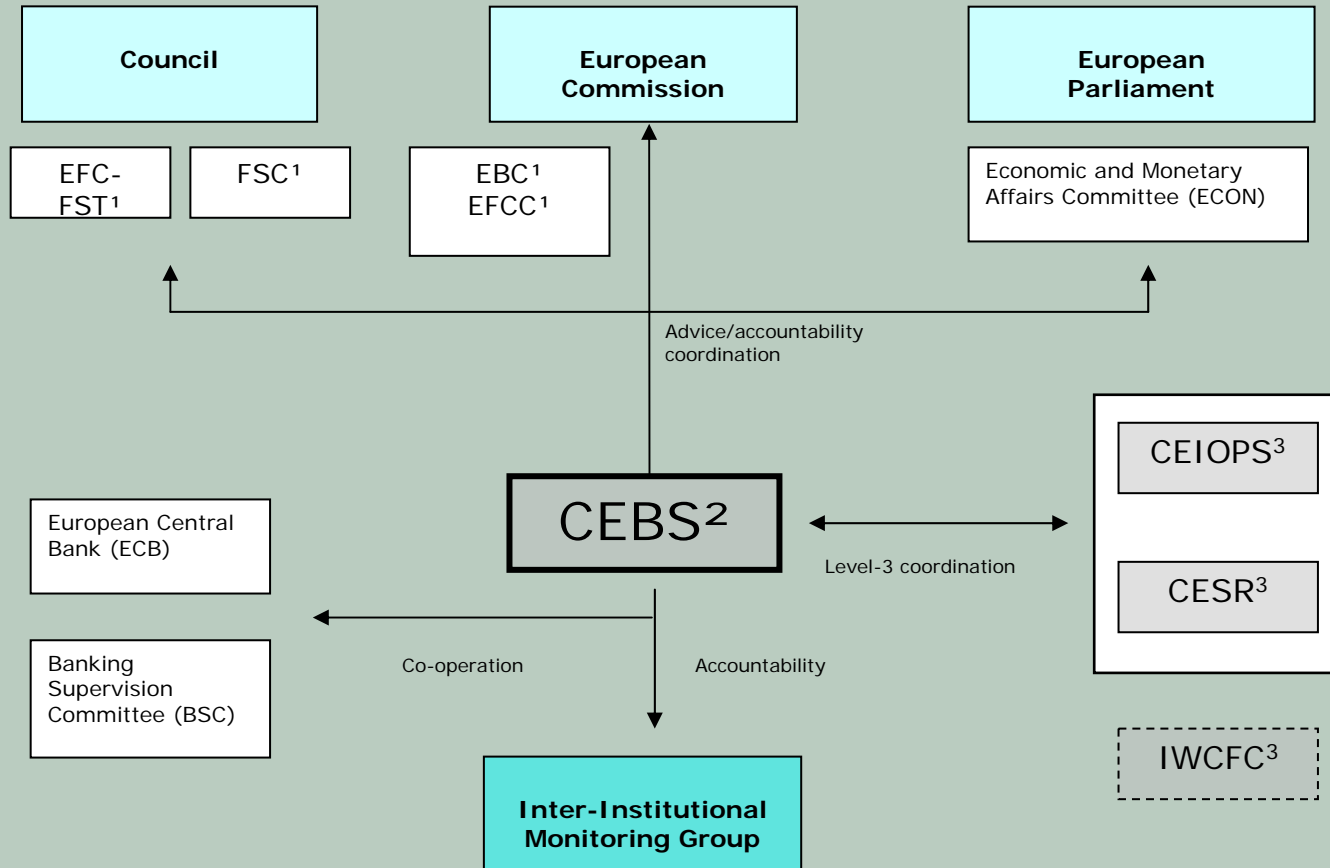 Council
European
Commission
European
Parliament
EFC-
FST¹
FSC¹
EBC¹
EFCC¹
Economic and Monetary
Affairs Committee (ECON)
Advice/accountability
coordination
CEIOPS³
CEBS²
European Central
Bank (ECB)
Level-3 coordination
CESR³
Banking
Supervision
Committee (BSC)
Co-operation
Accountability
IWCFC³
Inter-Institutional
Monitoring Group